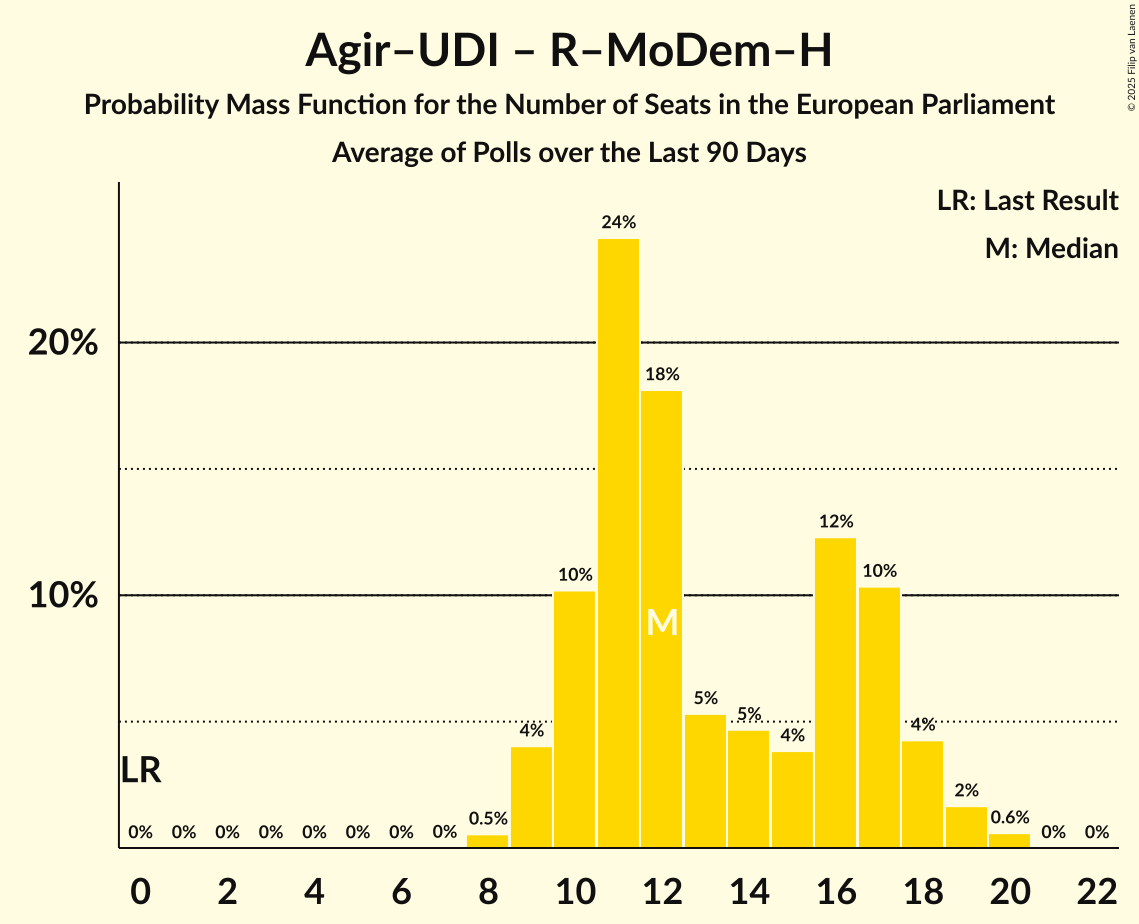 Agir–UDI – R–MoDem–H
Probability Mass Function for the Number of Seats in the European Parliament
Average of Polls over the Last 90 Days
© 2025 Filip van Laenen
LR: Last Result
M: Median
20%
10%
24%
18%
12%
10%
10%
M
5%
5%
4%
4%
4%
LR
2%
0% 0% 0% 0% 0% 0% 0% 0% 0.5% 0.6% 0% 0%
0 2 4 6 8 10 12 14 16 18 20 22